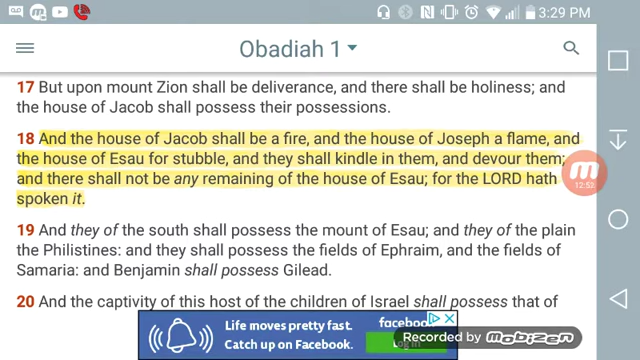 3:29 PM
Obadiah 1
17 But upon mount Zion shall be deliverance, and there shall be holiness; and
the house of Jacob shall possess their possessions.
18 And the house of Jacob shall be a fire, and the house of Joseph a flame, and
the house of Esau for stubble, and they shall kindle in them, and devour them;
and there shall not be any remaining of the house of Esau; for the LORD hath
spoken it.
12:53
19 And they of the south shall possess the mount of Esau; and they of the plain
the Philistines: and they shall possess the fields of Ephraim, and the fields of
Samaria: and Benjamin shall possess Gilead.
20 And the captivity of this host of the children of Israel shall possess that of
Life moves pretty fast.
Catch up on Facebook.
facebook
Log In
Recorded by mobizen